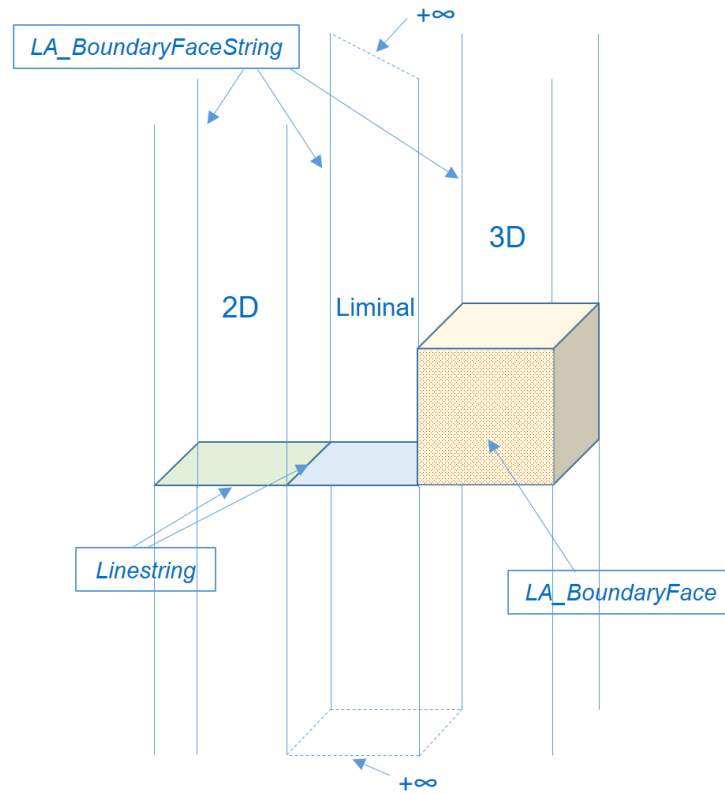 +∞
LA_BoundaryFaceString
3D
2D
Liminal
Linestring
LA_BoundaryFace
+∞